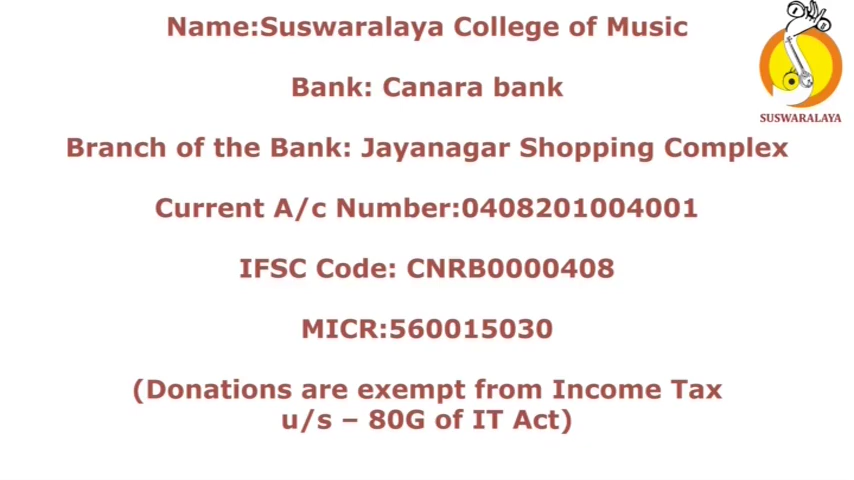 Name:Suswaralaya College of Music
SUSWARALAYA
Bank: Canara bank
Branch of the Bank: Jayanagar Shopping Complex
Current A/c Number:0408201004001
IFSC Code: CNRB0000408
MICR:560015030
(Donations are exempt from Income Tax
u/s – 80G of IT Act)